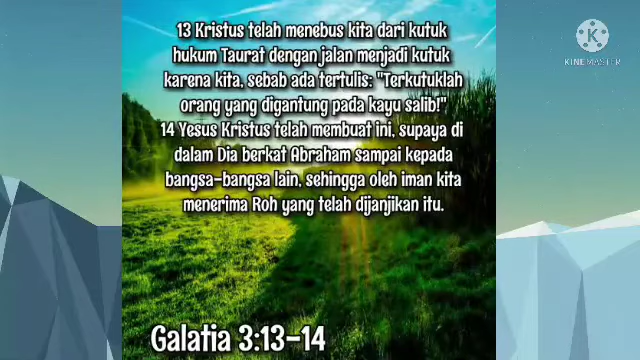 13 Kristus telah menebus kita dari kutuk
hukum Taurat dengan jalan menjadi kutuk
karena kita, sebab ada tertulis: "Terkutuklah
orang yang digantung pada kayu salib!"
14 Yesus Kristus telah membuat ini, supaya di
dalam Dia berkat Abraham sampai kepada
bangsa-bangsa lain, sehingga oleh iman kita
menerima Roh yang telah dijanjikan itu.
Galatia 3:13-14
KINEMASTER